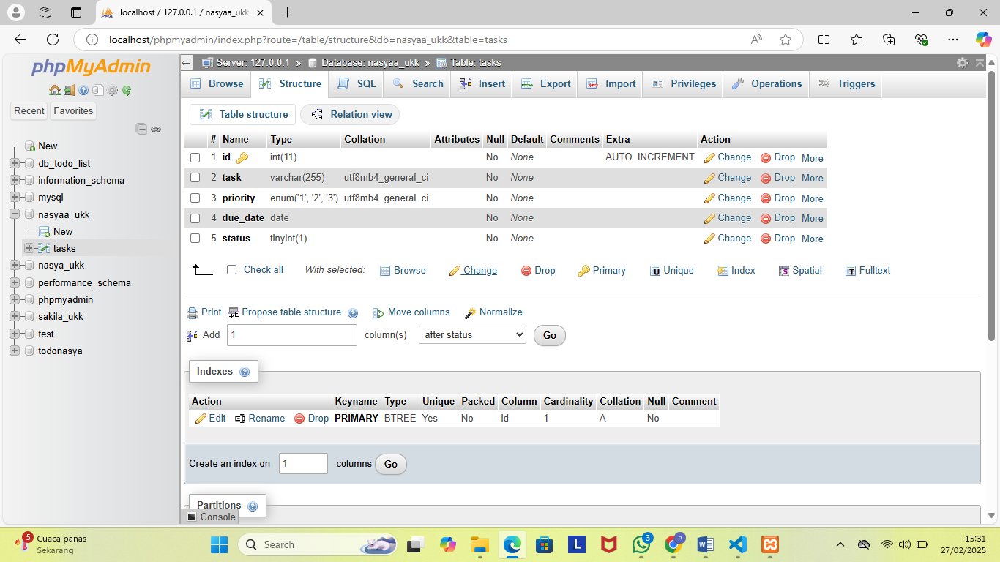 localhost / 127.0.0.1 / nasyaa_ukk
localhost/phpmyadmin/index.php?route=/table/structure&db=nasyaa_ukk&table=tasks
phpMyAdmin
Recent Favorites
New
db_todo_list
information_schema
mysql
nasyaa_ukk
New
tasks
nasya_ukk
performance_schema
phpmyadmin
sakila_ukk
test
todonasya
Server: 127.0.0.1 » Database: nasyaa_ukk » Table: tasks
Browse Structure SQL Search Insert Export Import Privileges Operations Triggers
Table structure Relation view
# Name Type Collation Attributes Null Default Comments Extra Action
1 id int(11) No None AUTO_INCREMENT Change Drop More
2 task varchar(255) utf8mb4_general_ci No None Change Drop More
3 priority enum('1', '2', '3') utf8mb4_general_ci No None Change Drop More
4 due_date date No None Change Drop More
5 status tinyint(1) No None Change Drop More
Check all With selected: Browse Change Drop Primary Unique Index Spatial Fulltext
Print Propose table structure Move columns Normalize
Add 1 column(s) after status Go
Indexes
Action Keyname Type Unique Packed Column Cardinality Collation Null Comment
Edit Rename Drop PRIMARY BTREE Yes No id 1 A No
Create an index on 1 columns Go
Partitions
Console
5 Cuaca panas
Sekarang
Search
3
n
15:31
27/02/2025